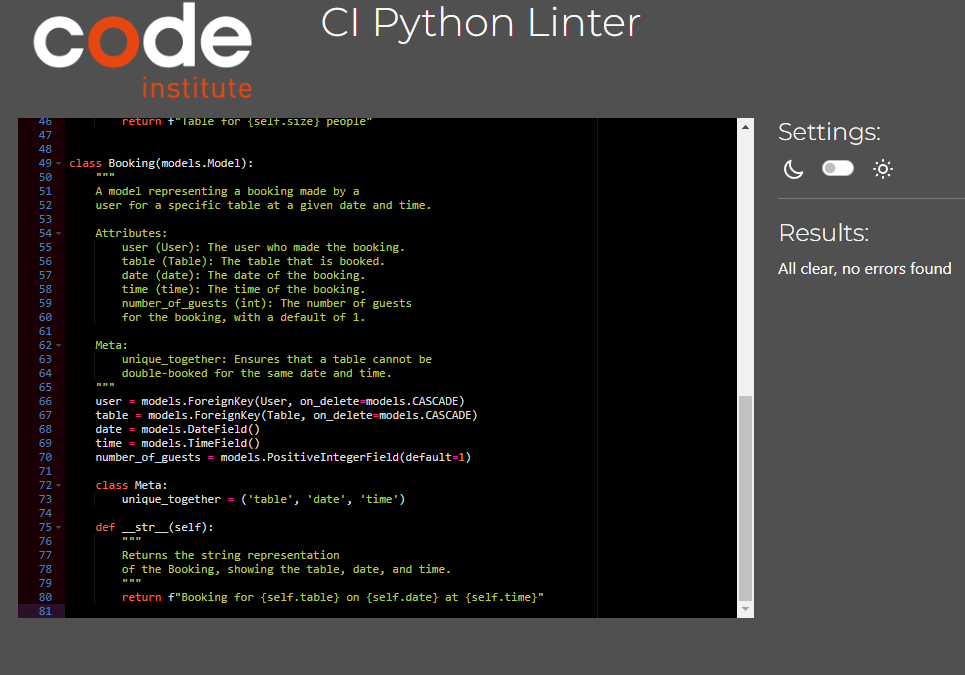 code
institute
CI Python Linter
46 return f"Table for {self.size} people"
47
48
49 class Booking(models.Model):
50 """
51 A model representing a booking made by a
52 user for a specific table at a given date and time.
53
54 Attributes:
55 user (User): The user who made the booking.
56 table (Table): The table that is booked.
57 date (date): The date of the booking.
58 time (time): The time of the booking.
59 number_of_guests (int): The number of guests
60 for the booking, with a default of 1.
61
62 Meta:
63 unique_together: Ensures that a table cannot be
64 double-booked for the same date and time.
65 """
66 user = models.ForeignKey(User, on_delete=models.CASCADE)
67 table = models.ForeignKey(Table, on_delete=models.CASCADE)
68 date = models.DateField()
69 time = models.TimeField()
70 number_of_guests = models.PositiveIntegerField(default=1)
71
72 class Meta:
73 unique_together = ('table', 'date', 'time')
74
75 def __str__(self):
76 """
77 Returns the string representation
78 of the Booking, showing the table, date, and time.
79 """
80 return f"Booking for {self.table} on {self.date} at {self.time}"
81
Settings:
Results:
All clear, no errors found